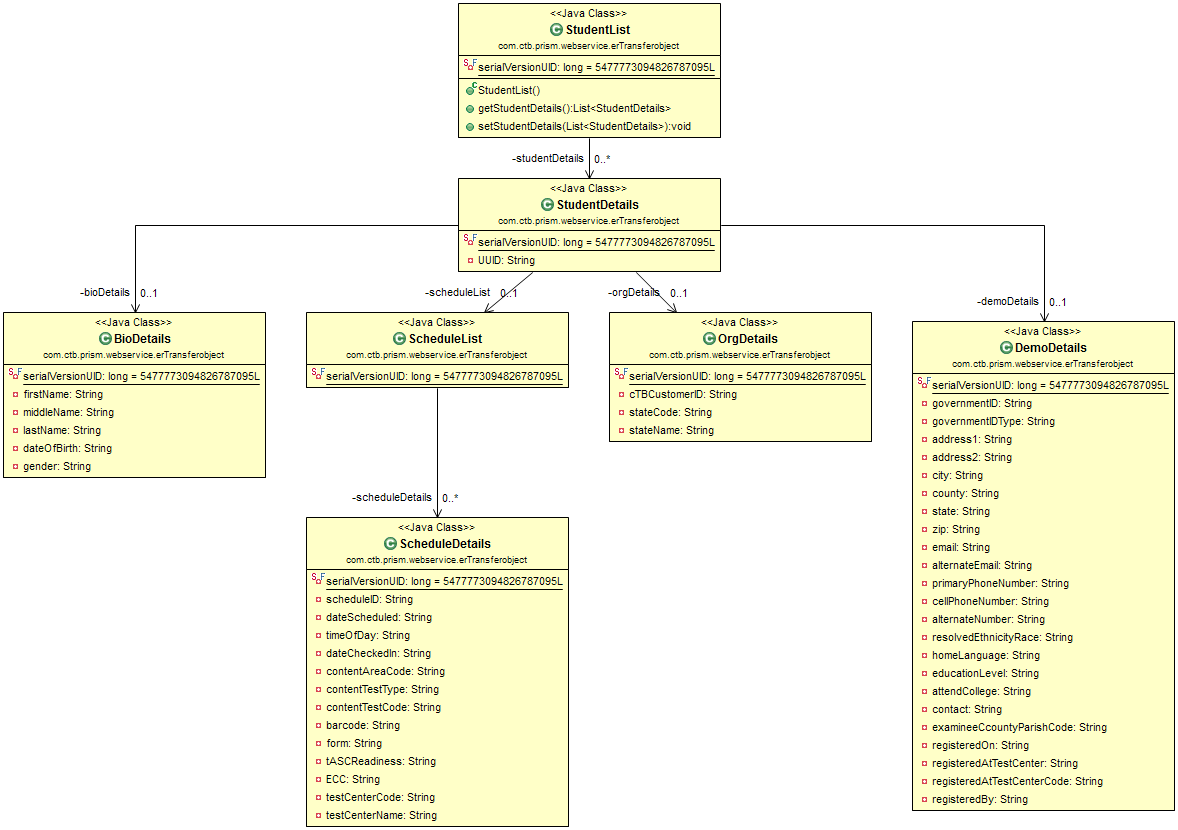 <<Java Class>>
StudentList
com.ctb.prism.webservice.erTransferobject
serialVersionUID: long = 5477773094826787095L
StudentList()
getStudentDetails():List<StudentDetails>
setStudentDetails(List<StudentDetails>):void
-studentDetails 0..*
<<Java Class>>
StudentDetails
com.ctb.prism.webservice.erTransferobject
serialVersionUID: long = 5477773094826787095L
UUID: String
-bioDetails 0..1
-scheduleList 0..1
-orgDetails 0..1
-demoDetails 0..1
<<Java Class>>
BioDetails
com.ctb.prism.webservice.erTransferobject
serialVersionUID: long = 5477773094826787095L
firstName: String
middleName: String
lastName: String
dateOfBirth: String
gender: String
<<Java Class>>
ScheduleList
com.ctb.prism.webservice.erTransferobject
serialVersionUID: long = 5477773094826787095L
<<Java Class>>
OrgDetails
com.ctb.prism.webservice.erTransferobject
serialVersionUID: long = 5477773094826787095L
cTBCustomerID: String
stateCode: String
stateName: String
<<Java Class>>
DemoDetails
com.ctb.prism.webservice.erTransferobject
serialVersionUID: long = 5477773094826787095L
governmentID: String
governmentIDType: String
address1: String
address2: String
city: String
county: String
state: String
zip: String
email: String
alternateEmail: String
primaryPhoneNumber: String
cellPhoneNumber: String
alternateNumber: String
resolvedEthnicityRace: String
homeLanguage: String
educationLevel: String
attendCollege: String
contact: String
examineeCcountyParishCode: String
registeredOn: String
registeredAtTestCenter: String
registeredAtTestCenterCode: String
registeredBy: String
-scheduleDetails 0..*
<<Java Class>>
ScheduleDetails
com.ctb.prism.webservice.erTransferobject
serialVersionUID: long = 5477773094826787095L
scheduleID: String
dateScheduled: String
timeOfDay: String
dateCheckedIn: String
contentAreaCode: String
contentTestType: String
contentTestCode: String
barcode: String
form: String
tASCReadiness: String
ECC: String
testCenterCode: String
testCenterName: String